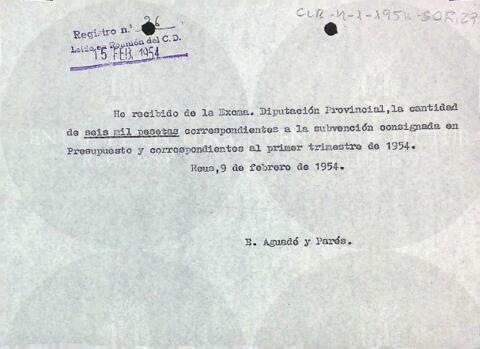 CLR-N-1-1954-SOR.29
Registro n.º 26
Leído en Reunión del C. D.
15 FEB. 1954
He recibido de la Excma. Diputación Provincial,la cantidad
de seis mil pesetas correspondientes a la subvención consignada en
Presupuesto y correspondientes al primer trimestre de 1954.
Reus,9 de febrero de 1954.
E. Aguadé y Parés.